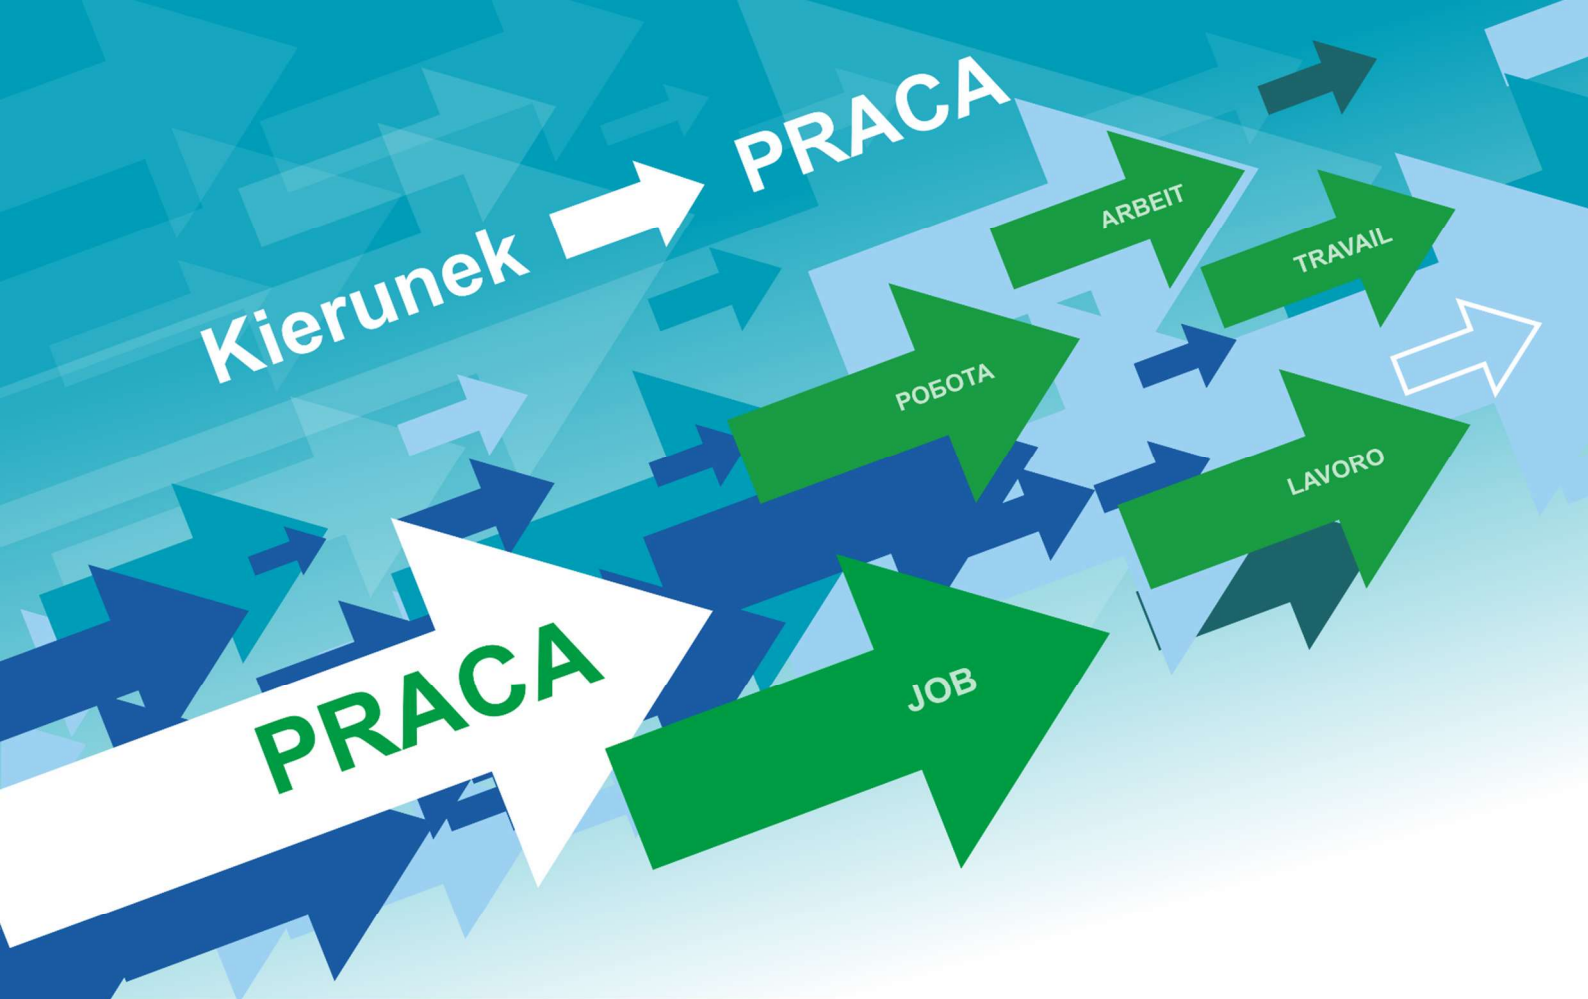 Kierunek PRACA
ARBEIT
TRAVAIL
РОБОТА
LAVORO
PRACA
JOB